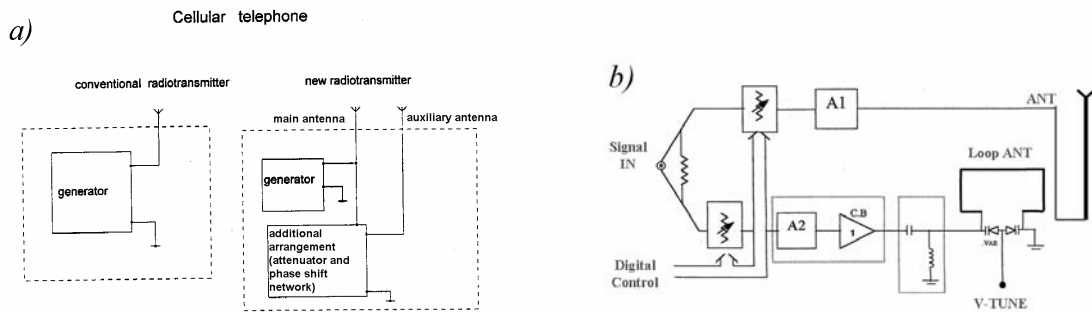 Cellular telephone
a)
conventional radiotransmitter
new radiotransmitter
main antenna
auxiliary antenna
generator
generator
additional
arrangement
(attenuator and
phase shift
network)
b)
A1
ANT
Signal
IN
Loop ANT
C.B
A2
1
.VAR
Digital
Control
V-TUNE